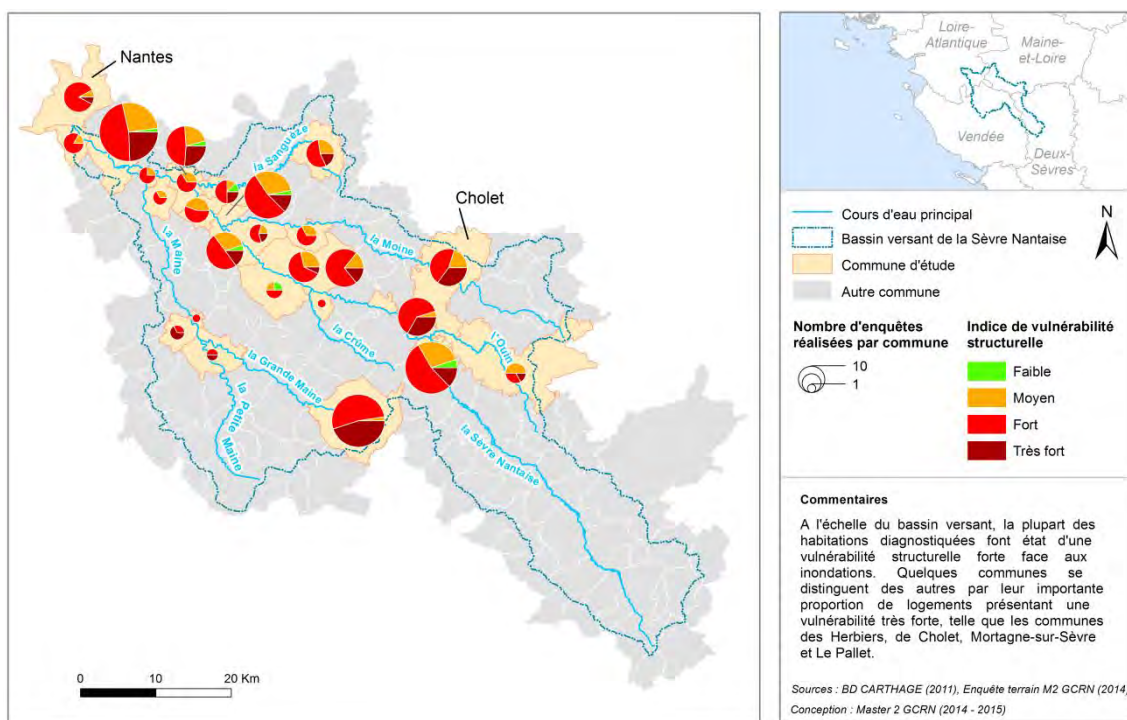 Nantes
Cholet
la Sanguèze
la Moine
la Maine
la Crûme
l'Ouin
la Grande Maine
la Petite Maine
la Sèvre Nantaise
0 10 20 Km
Loire-
Atlantique
Maine-
et-Loire
Vendée
Deux-
Sèvres
N
Cours d'eau principal
Bassin versant de la Sèvre Nantaise
Commune d'étude
Autre commune
Nombre d'enquêtes
réalisées par commune
10
1
Indice de vulnérabilité
structurelle
Faible
Moyen
Fort
Très fort
Commentaires
A l'échelle du bassin versant, la plupart des
habitations diagnostiquées font état d'une
vulnérabilité structurelle forte face aux
inondations. Quelques communes se
distinguent des autres par leur importante
proportion de logements présentant une
vulnérabilité très forte, telle que les communes
des Herbiers, de Cholet, Mortagne-sur-Sèvre
et Le Pallet.
Sources : BD CARTHAGE (2011), Enquête terrain M2 GCRN (2014)
Conception : Master 2 GCRN (2014 - 2015)